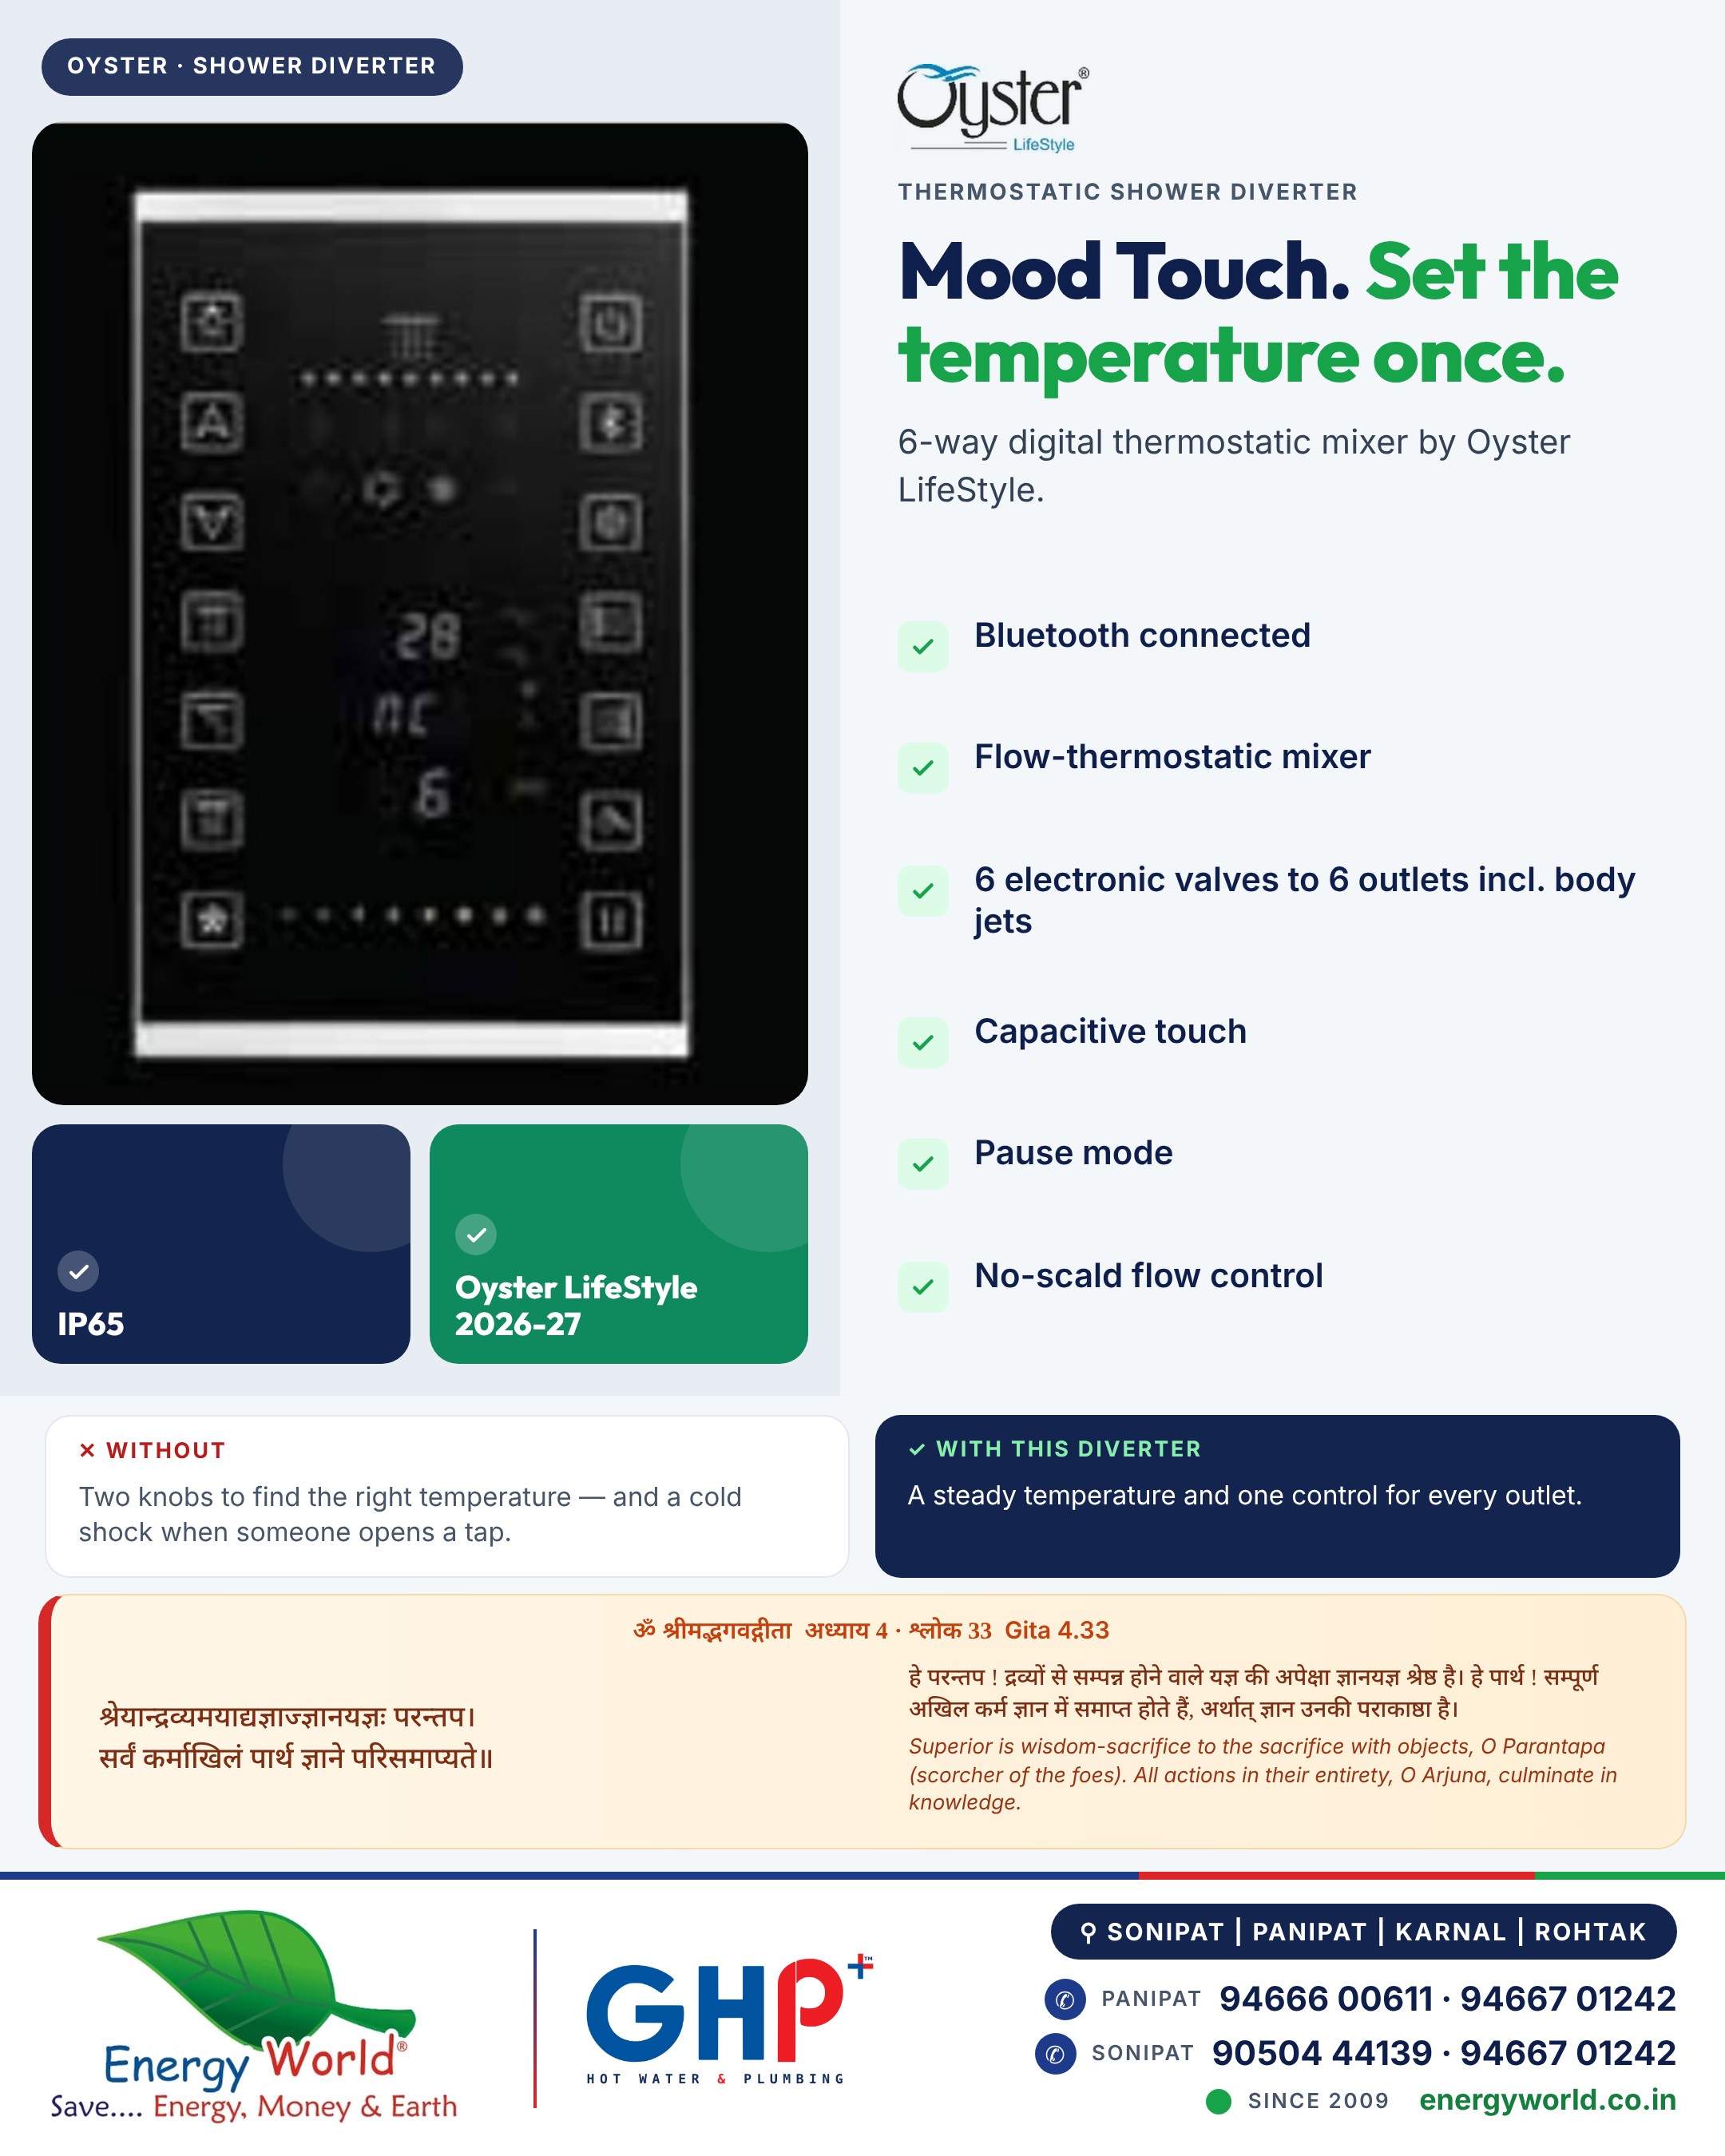 OYSTER · SHOWER DIVERTER
28
nC
6
Oyster®
LifeStyle
THERMOSTATIC SHOWER DIVERTER
Mood Touch. Set the
temperature once.
6-way digital thermostatic mixer by Oyster
LifeStyle.
Bluetooth connected
Flow-thermostatic mixer
6 electronic valves to 6 outlets incl. body
jets
Capacitive touch
Pause mode
No-scald flow control
IP65
Oyster LifeStyle
2026-27
× WITHOUT
Two knobs to find the right temperature — and a cold
shock when someone opens a tap.
✓ WITH THIS DIVERTER
A steady temperature and one control for every outlet.
ॐ श्रीमद्भगवद्गीता अध्याय 4 · श्लोक 33 Gita 4.33
श्रेयान्द्रव्यमयाद्यज्ञाज्ज्ञानयज्ञः परन्तप।
सर्वं कर्माखिलं पार्थ ज्ञाने परिसमाप्यते॥
हे परन्तप ! द्रव्यों से सम्पन्न होने वाले यज्ञ की अपेक्षा ज्ञानयज्ञ श्रेष्ठ है। हे पार्थ ! सम्पूर्ण
अखिल कर्म ज्ञान में समाप्त होते हैं, अर्थात् ज्ञान उनकी पराकाष्ठा है।
Superior is wisdom-sacrifice to the sacrifice with objects, O Parantapa
(scorcher of the foes). All actions in their entirety, O Arjuna, culminate in
knowledge.
Energy World®
Save.... Energy, Money & Earth
GHP+™
HOT WATER & PLUMBING
SONIPAT | PANIPAT | KARNAL | ROHTAK
PANIPAT 94666 00611 · 94667 01242
SONIPAT 90504 44139 · 94667 01242
SINCE 2009 energyworld.co.in